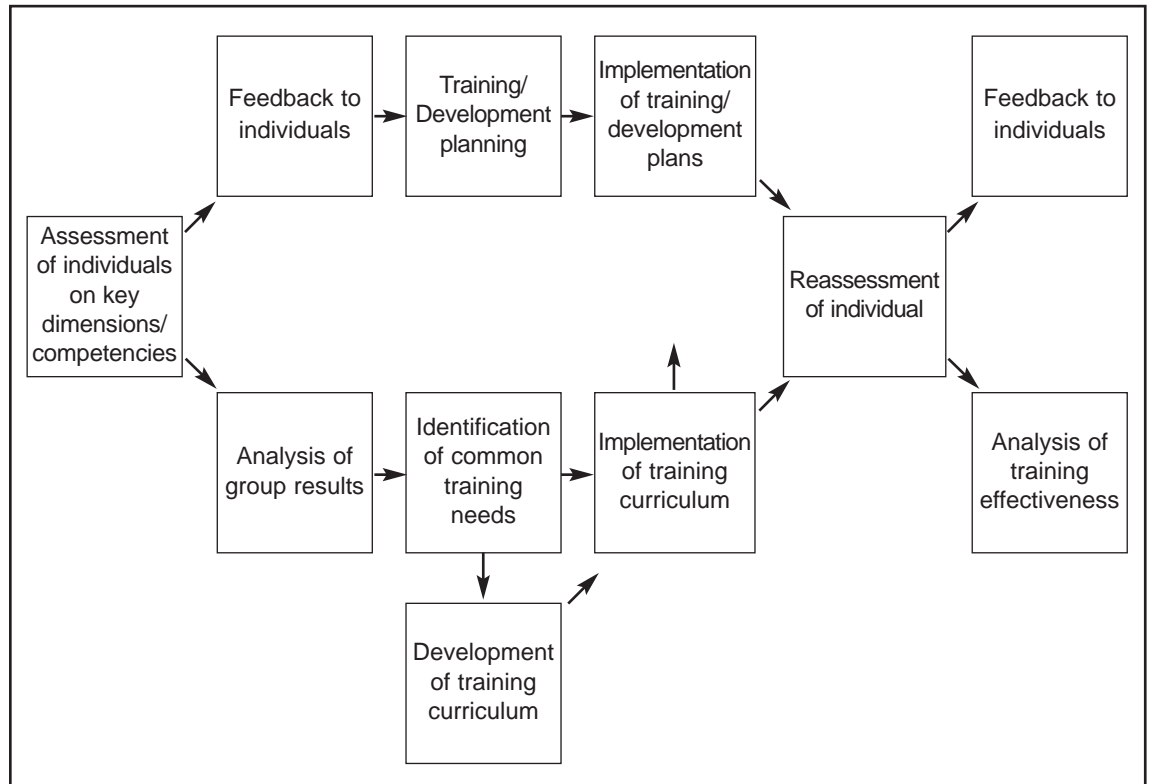 Feedback to
individuals
Training/
Development
planning
Implementation
of training/
development
plans
Feedback to
individuals
Assessment
of individuals
on key
dimensions/
competencies
Reassessment
of individual
Analysis of
group results
Identification
of common
training
needs
Implementation
of training
curriculum
Analysis of
training
effectiveness
Development
of training
curriculum